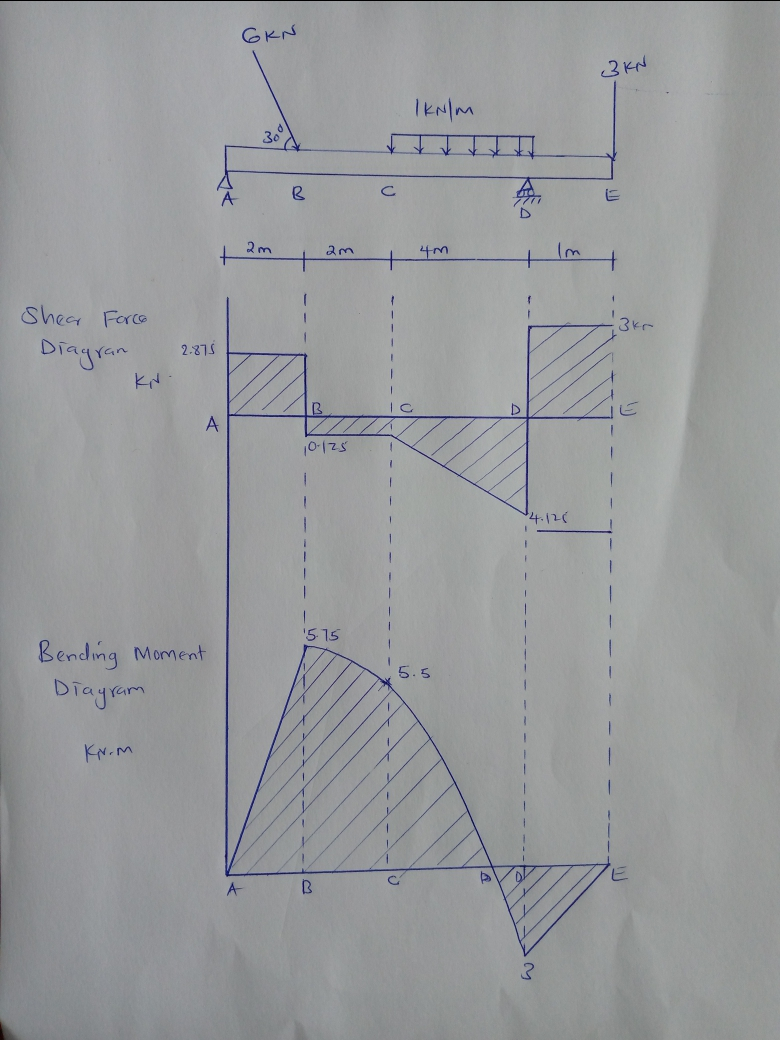 6KN
3KN
1KN/m
30°
A B C D E
2m 2m 4m 1m
Shear Force
Diagram
KN.
2.875
3Kn
A B C D E
0.125
4.125
Bending Moment
Diagram
KN.m
5.75
5.5
A B C D D E
3